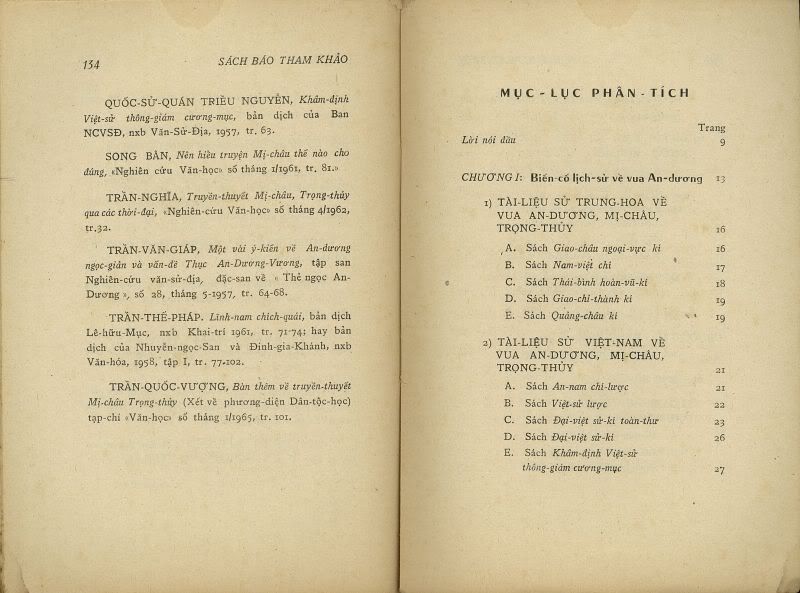 134
SÁCH BÁO THAM KHẢO
QUỐC-SỬ-QUÁN TRIỀU NGUYỄN, Khâm-định
Việt-sử thông-giám cương-mục, bản dịch của Ban
NCVSĐ, nxb Văn-Sử-Địa, 1957, tr. 63.
SONG BÂN, Nên hiểu truyện Mị-châu thế nào cho
đúng, «Nghiên cứu Văn-học» số tháng 1/1961, tr. 81.»
TRẦN-NGHĨA, Truyền-thuyết Mị-châu, Trọng-thủy
qua các thời-đại, «Nghiên-cứu Văn-học» số tháng 4/1962,
tr.32.
TRẦN-VĂN-GIÁP, Một vài ý-kiến về An-dương
ngọc-giản và vấn-đề Thục An-Dương-Vương, tập san
Nghiên-cứu văn-sử-địa, đặc-san về « Thẻ ngọc An-
Dương », số 28, tháng 5-1957, tr. 64-68.
TRẦN-THẾ-PHÁP. Lĩnh-nam chích-quái, bản dịch
Lê-hữu-Mục, nxb Khai-trí 1961, tr. 71-74; hay bản
dịch của Nhuyễn-ngọc-San và Đinh-gia-Khánh, nxb
Văn-hóa, 1958, tập I, tr. 77-102.
TRẦN-QUỐC-VƯỢNG, Bàn thêm về truyền-thuyết
Mị-châu Trọng-thủy (Xét về phương-diện Dân-tộc-học)
tạp-chí «Văn-học» số tháng 1/1965, tr. 101.
MỤC - LỤC PHÂN - TÍCH
Trang
Lời nói đầu 9
CHƯƠNG I: Biến-cố lịch-sử về vua An-dương 13
1) TÀI-LIỆU SỬ TRUNG-HOA VỀ
VUA AN-DƯƠNG, MỊ-CHÂU,
TRỌNG-THỦY 16
A. Sách Giao-châu ngoại-vực kí 16
B. Sách Nam-việt chí 17
C. Sách Thái-bình hoàn-vũ-kí 18
D. Sách Giao-chỉ-thành kí 19
E. Sách Quảng-châu kí 19
2) TÀI-LIỆU SỬ VIỆT-NAM VỀ
VUA AN-DƯƠNG, MỊ-CHÂU,
TRỌNG-THỦY 21
A. Sách An-nam chí-lược 21
B. Sách Việt-sử lược 22
C. Sách Đại-việt sử-kí toàn-thư 23
D. Sách Đại-việt sử-kí 26
E. Sách Khâm-định Việt-sử
thông-giám cương-mục 27